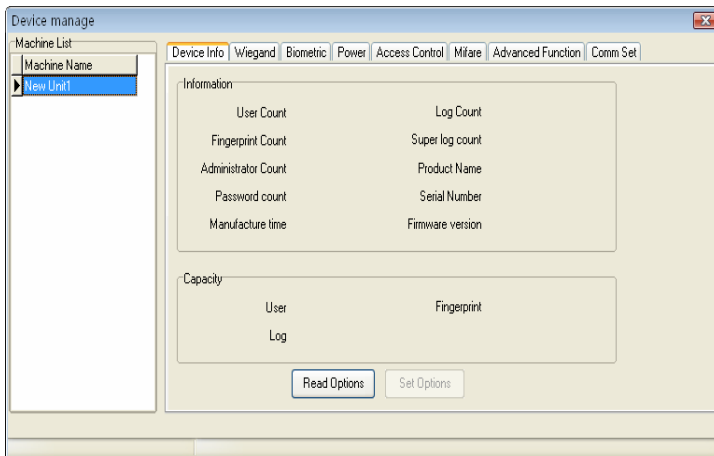 Device manage
Machine List
Machine Name
New Unit1
Device Info Wiegand Biometric Power Access Control Mifare Advanced Function Comm Set
Information
User Count Log Count
Fingerprint Count Super log count
Administrator Count Product Name
Password count Serial Number
Manufacture time Firmware version
Capacity
User Fingerprint
Log
Read Options Set Options